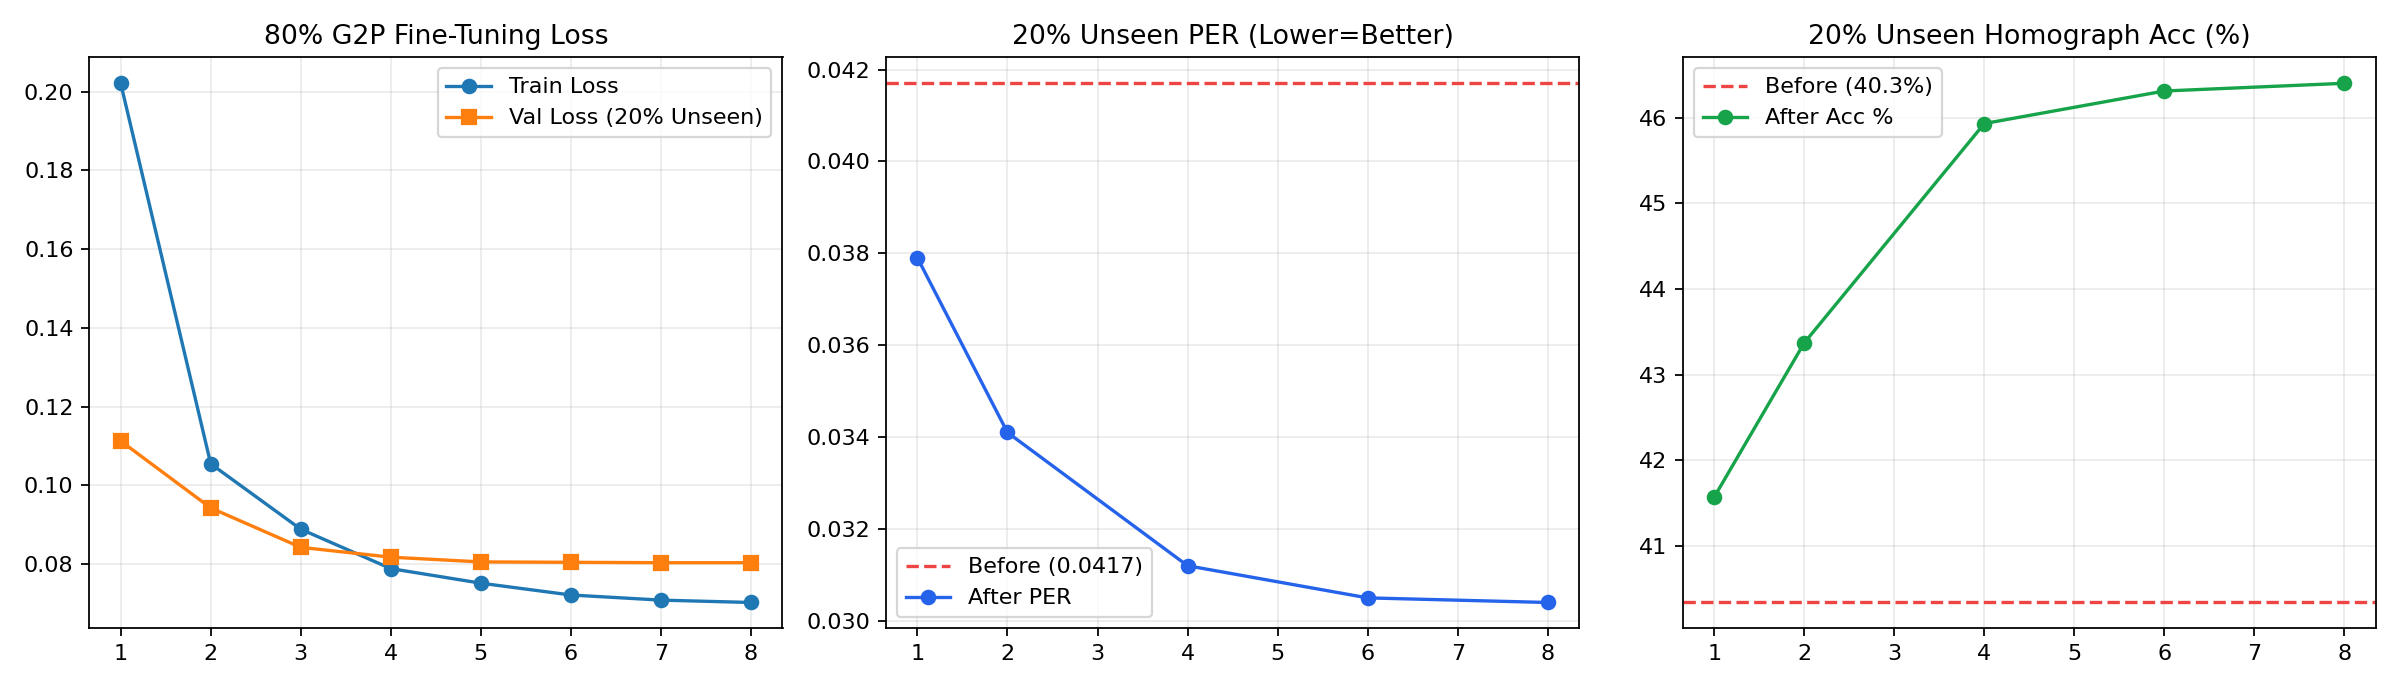 80% G2P Fine-Tuning Loss
Train Loss
Val Loss (20% Unseen)
0.20
0.18
0.16
0.14
0.12
0.10
0.08
1 2 3 4 5 6 7 8
20% Unseen PER (Lower=Better)
0.042
0.040
0.038
0.036
0.034
0.032
0.030
Before (0.0417)
After PER
1 2 3 4 5 6 7 8
20% Unseen Homograph Acc (%)
Before (40.3%)
After Acc %
46
45
44
43
42
41
1 2 3 4 5 6 7 8